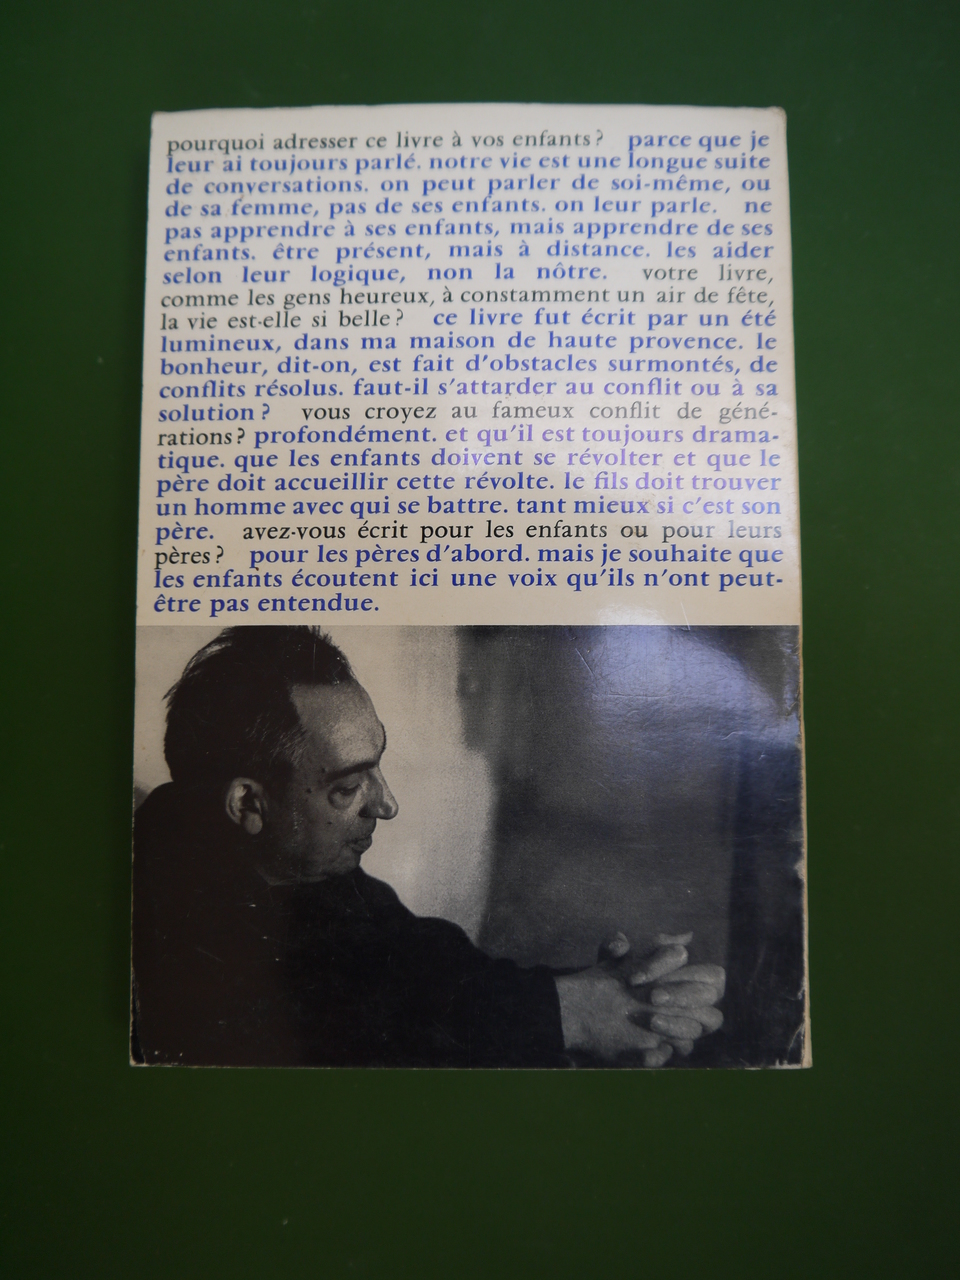 pourquoi adresser ce livre à vos enfants? parce que je
leur ai toujours parlé. notre vie est une longue suite
de conversations. on peut parler de soi-même, ou
de sa femme, pas de ses enfants. on leur parle. ne
pas apprendre à ses enfants, mais apprendre de ses
enfants. être présent, mais à distance. les aider
selon leur logique, non la nôtre. votre livre,
comme les gens heureux, à constamment un air de fête,
la vie est-elle si belle? ce livre fut écrit par un été
lumineux, dans ma maison de haute provence. le
bonheur, dit-on, est fait d'obstacles surmontés, de
conflits résolus. faut-il s'attarder au conflit ou à sa
solution? vous croyez au fameux conflit de géné-
rations? profondément. et qu'il est toujours drama-
tique. que les enfants doivent se révolter et que le
père doit accueillir cette révolte. le fils doit trouver
un homme avec qui se battre. tant mieux si c'est son
père. avez-vous écrit pour les enfants ou pour leurs
pères? pour les pères d'abord. mais je souhaite que
les enfants écoutent ici une voix qu'ils n'ont peut-
être pas entendue.